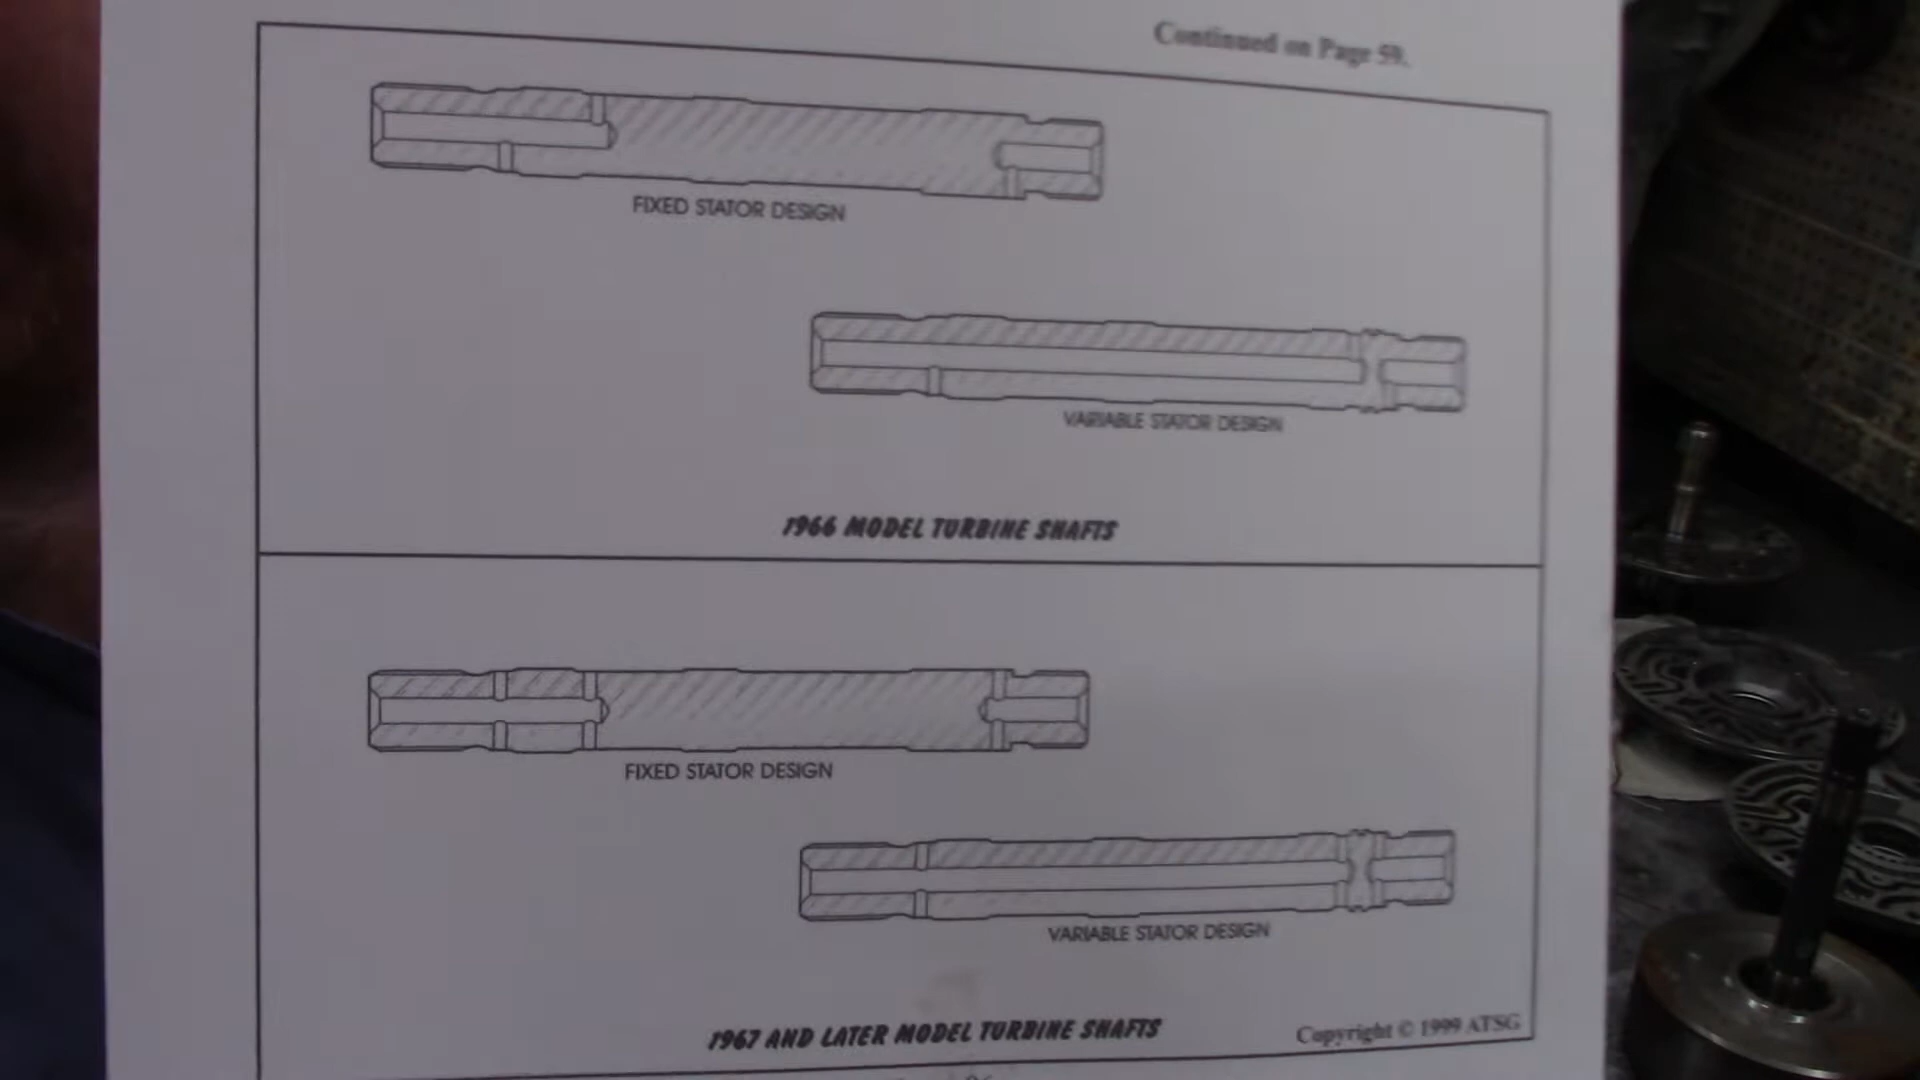 Continued on Page 59.
FIXED STATOR DESIGN
VARIABLE STATOR DESIGN
1966 MODEL TURBINE SHAFTS
FIXED STATOR DESIGN
VARIABLE STATOR DESIGN
1967 AND LATER MODEL TURBINE SHAFTS
Copyright © 1999 ATSG